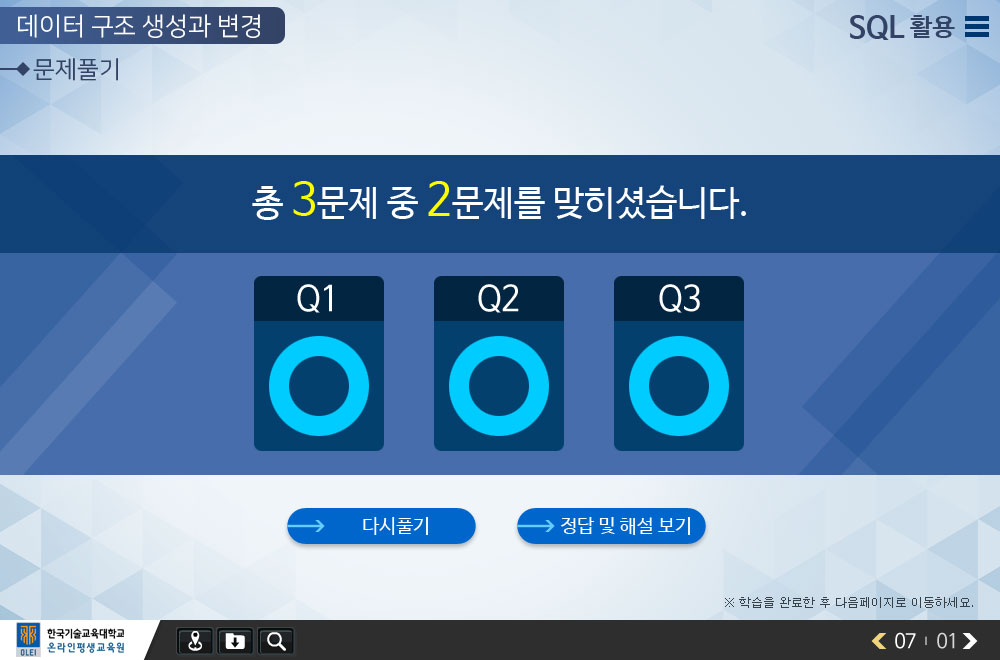 데이터 구조 생성과 변경
SQL 활용
문제풀기
총 3문제 중 2문제를 맞히셨습니다.
Q1 Q2 Q3
다시풀기 정답 및 해설 보기
※ 학습을 완료한 후 다음페이지로 이동하세요.
한국기술교육대학교
온라인평생교육원
OLEI
07 01